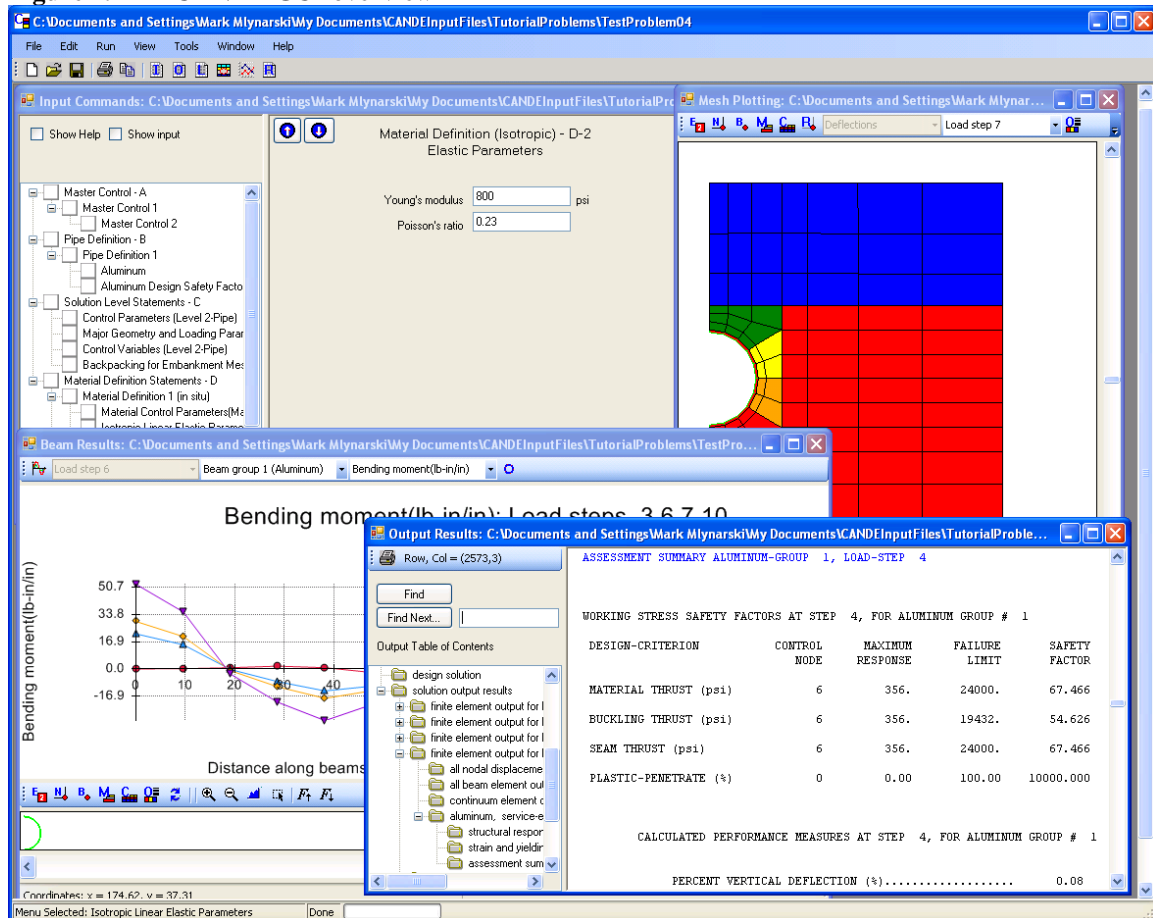 C:\Documents and Settings\Mark Mlynarski\My Documents\CANDEInputFiles\TutorialProblems\TestProblem04
File Edit Run View Tools Window Help
Input Commands: C:\Documents and Settings\Mark Mlynarski\My Documents\CANDEInputFiles\TutorialPro
Show Help Show input
Master Control - A
Master Control 1
Master Control 2
Pipe Definition - B
Pipe Definition 1
Aluminum
Aluminum Design Safety Facto
Solution Level Statements - C
Control Parameters (Level 2-Pipe)
Major Geometry and Loading Parar
Control Variables (Level 2-Pipe)
Backpacking for Embankment Me
Material Definition Statements - D
Material Definition 1 (in situ)
Material Control Parameters(Ma
Isotropic Linear Elastic Parame
Material Definition (Isotropic) - D-2
Elastic Parameters
Young's modulus 800 psi
Poisson's ratio 0.23
Mesh Plotting: C:\Documents and Settings\Mark Mlynar...
Deflections Load step 7
Beam Results: C:\Documents and Settings\Mark Mlynarski\My Documents\CANDEInputFiles\TutorialProblems\TestPro...
Load step 6 Beam group 1 (Aluminum) Bending moment(lb-in/in)
Bending moment(lb-in/in): Load steps 3,6,7,10
Bending moment(lb-in/in)
50.7
33.8
16.9
0.0
-16.9
0 10 20 30 40
Distance along beams
Coordinates: x = 174.62, y = 37.31
Output Results: C:\Documents and Settings\Mark Mlynarski\My Documents\CANDEInputFiles\TutorialProble...
Row, Col = (2573,3)
Find
Find Next...
Output Table of Contents
design solution
solution output results
finite element output for l
finite element output for l
finite element output for l
finite element output for l
all nodal displaceme
all beam element out
continuum element c
aluminum, service-e
structural respor
strain and yieldin
assessment sum
ASSESSMENT SUMMARY ALUMINUM-GROUP 1, LOAD-STEP 4
WORKING STRESS SAFETY FACTORS AT STEP 4, FOR ALUMINUM GROUP # 1
DESIGN-CRITERION CONTROL MAXIMUM FAILURE SAFETY
NODE RESPONSE LIMIT FACTOR
MATERIAL THRUST (psi) 6 356. 24000. 67.466
BUCKLING THRUST (psi) 6 356. 19432. 54.626
SEAM THRUST (psi) 6 356. 24000. 67.466
PLASTIC-PENETRATE (%) 0 0.00 100.00 10000.000
CALCULATED PERFORMANCE MEASURES AT STEP 4, FOR ALUMINUM GROUP # 1
PERCENT VERTICAL DEFLECTION (%)................... 0.08
Menu Selected: Isotropic Linear Elastic Parameters Done